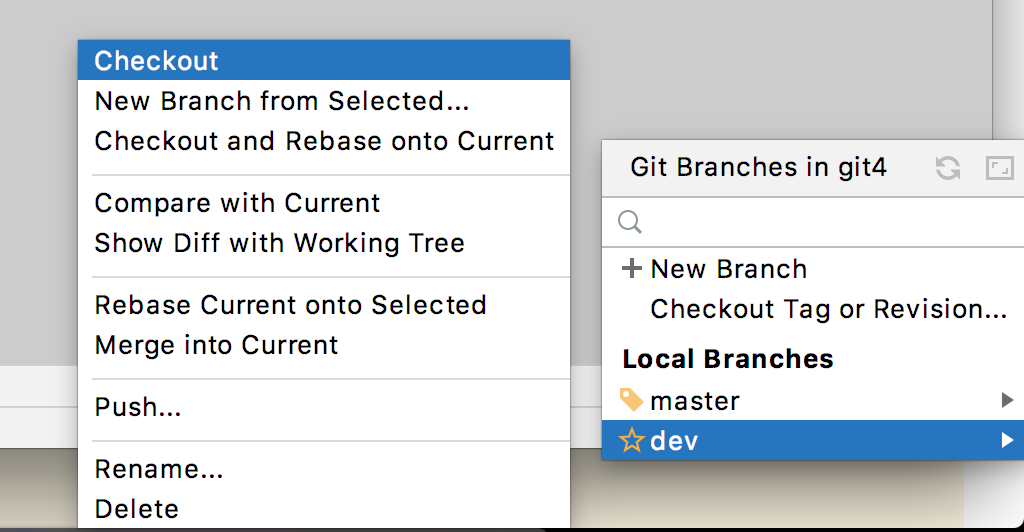 Checkout
New Branch from Selected...
Checkout and Rebase onto Current
Compare with Current
Show Diff with Working Tree
Rebase Current onto Selected
Merge into Current
Push...
Rename...
Delete
Git Branches in git4
New Branch
Checkout Tag or Revision...
Local Branches
master
dev